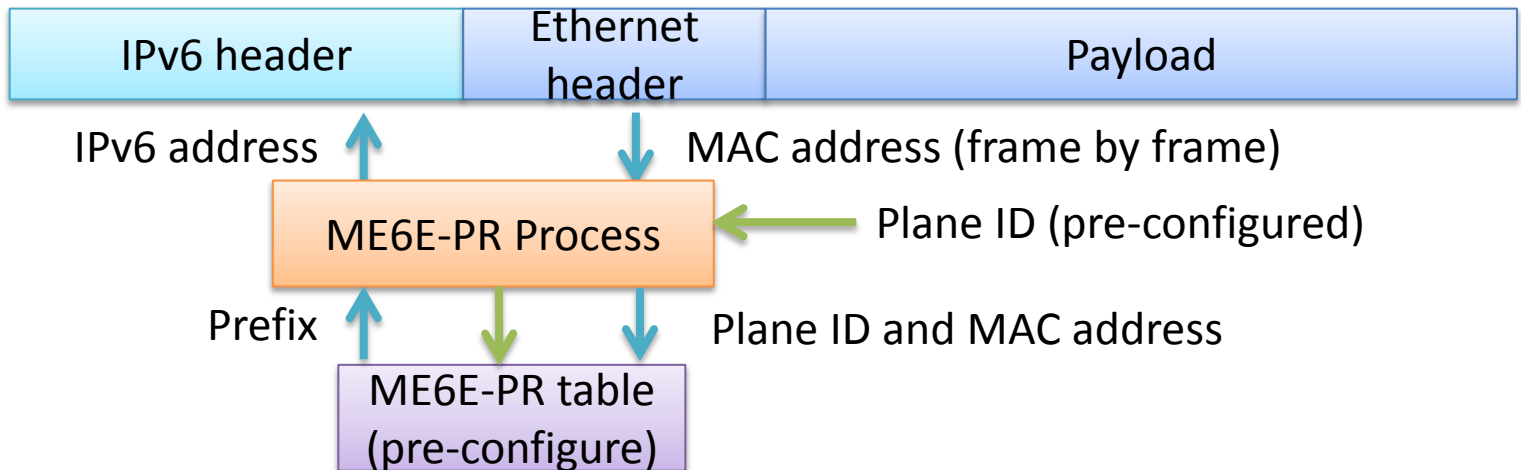 IPv6 header
Ethernet
header
Payload
IPv6 address
MAC address (frame by frame)
ME6E-PR Process
Plane ID (pre-configured)
Prefix
Plane ID and MAC address
ME6E-PR table
(pre-configure)